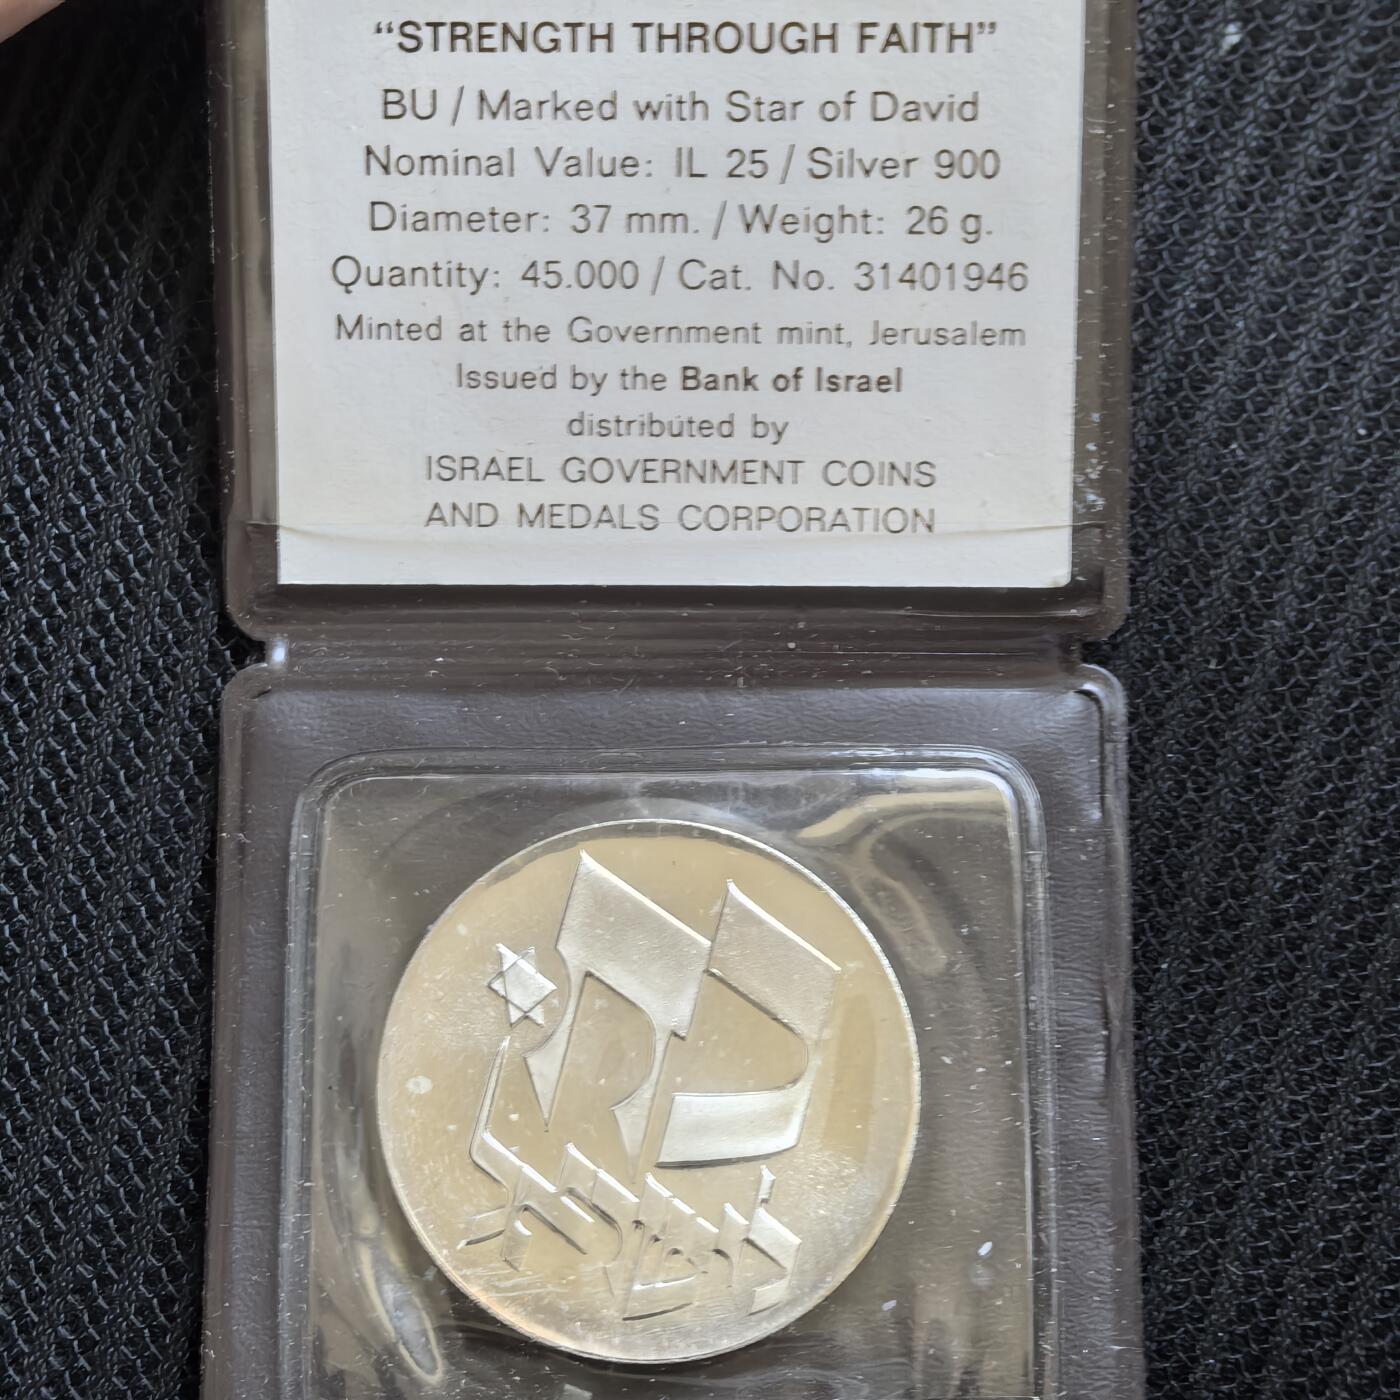 “STRENGTH THROUGH FAITH”
BU / Marked with Star of David
Nominal Value: IL 25 / Silver 900
Diameter: 37 mm. / Weight: 26 g.
Quantity: 45.000 / Cat. No. 31401946
Minted at the Government mint, Jerusalem
Issued by the Bank of Israel
distributed by
ISRAEL GOVERNMENT COINS
AND MEDALS CORPORATION